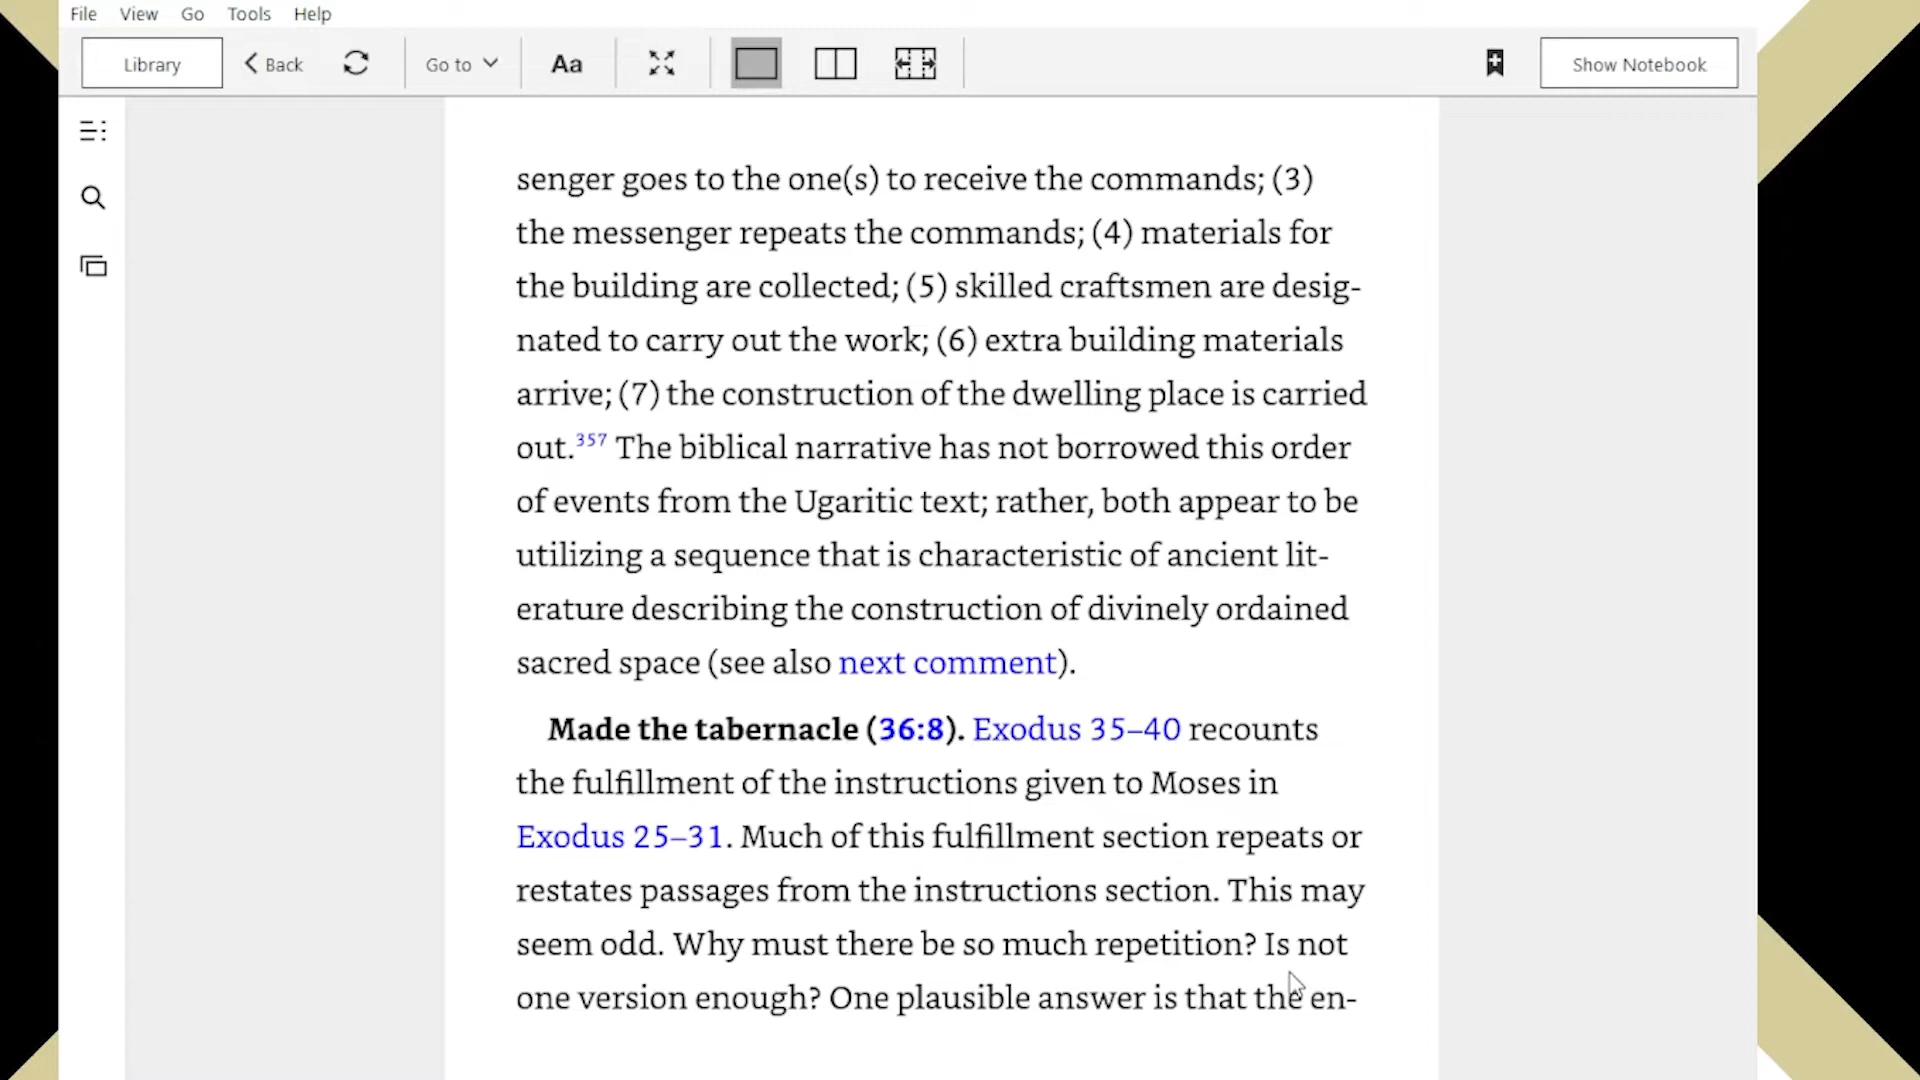 File View Go Tools Help
Library Back Go to Aa Show Notebook
senger goes to the one(s) to receive the commands; (3)
the messenger repeats the commands; (4) materials for
the building are collected; (5) skilled craftsmen are desig-
nated to carry out the work; (6) extra building materials
arrive; (7) the construction of the dwelling place is carried
out.357 The biblical narrative has not borrowed this order
of events from the Ugaritic text; rather, both appear to be
utilizing a sequence that is characteristic of ancient lit-
erature describing the construction of divinely ordained
sacred space (see also next comment).
Made the tabernacle (36:8). Exodus 35–40 recounts
the fulfillment of the instructions given to Moses in
Exodus 25–31. Much of this fulfillment section repeats or
restates passages from the instructions section. This may
seem odd. Why must there be so much repetition? Is not
one version enough? One plausible answer is that the en-